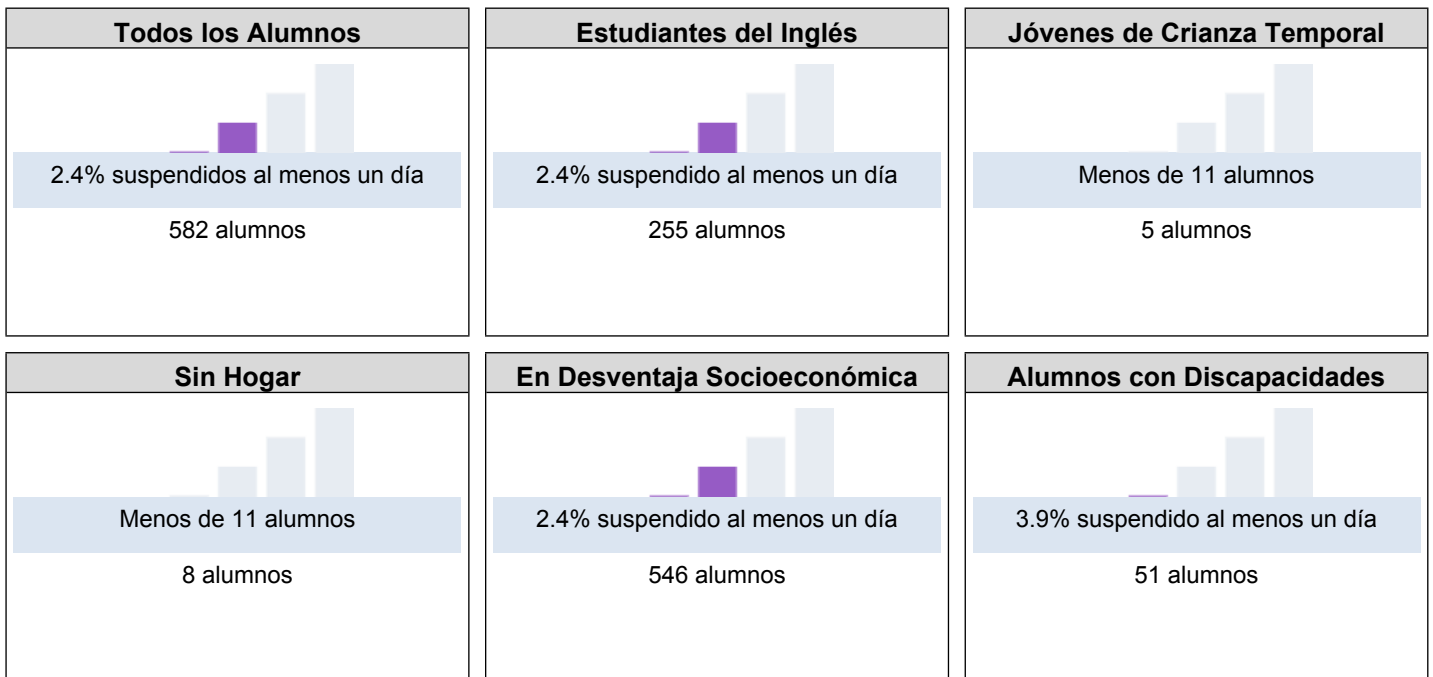 Todos los Alumnos
2.4% suspendidos al menos un día
582 alumnos
Estudiantes del Inglés
2.4% suspendido al menos un día
255 alumnos
Jóvenes de Crianza Temporal
Menos de 11 alumnos
5 alumnos
Sin Hogar
Menos de 11 alumnos
8 alumnos
En Desventaja Socioeconómica
2.4% suspendido al menos un día
546 alumnos
Alumnos con Discapacidades
3.9% suspendido al menos un día
51 alumnos